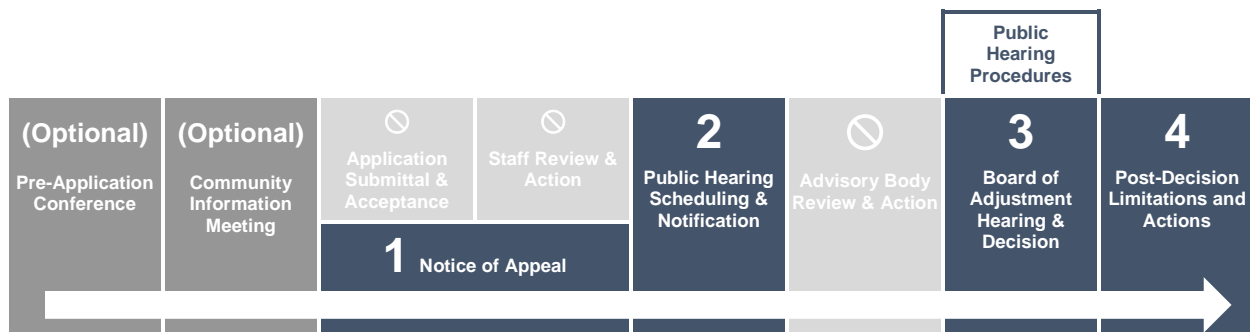 Public
Hearing
Procedures
(Optional)
Pre-Application
Conference
(Optional)
Community
Information
Meeting
Application
Submittal &
Acceptance
Staff Review &
Action
1 Notice of Appeal
2
Public Hearing
Scheduling &
Notification
Advisory Body
Review & Action
3
Board of
Adjustment
Hearing &
Decision
4
Post-Decision
Limitations and
Actions